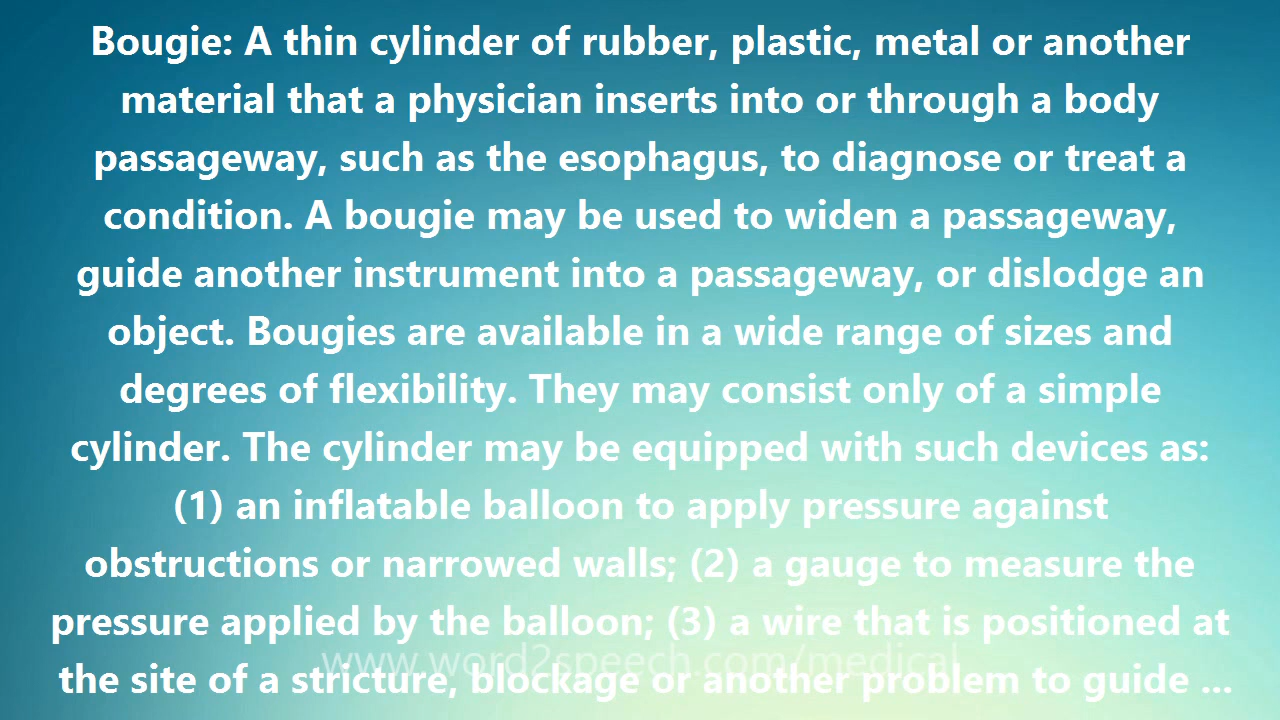 Bougie: A thin cylinder of rubber, plastic, metal or another
material that a physician inserts into or through a body
passageway, such as the esophagus, to diagnose or treat a
condition. A bougie may be used to widen a passageway,
guide another instrument into a passageway, or dislodge an
object. Bougies are available in a wide range of sizes and
degrees of flexibility. They may consist only of a simple
cylinder. The cylinder may be equipped with such devices as:
(1) an inflatable balloon to apply pressure against
obstructions or narrowed walls; (2) a gauge to measure the
pressure applied by the balloon; (3) a wire that is positioned at
www.word2speech.com/medical
the site of a stricture, blockage or another problem to guide ...